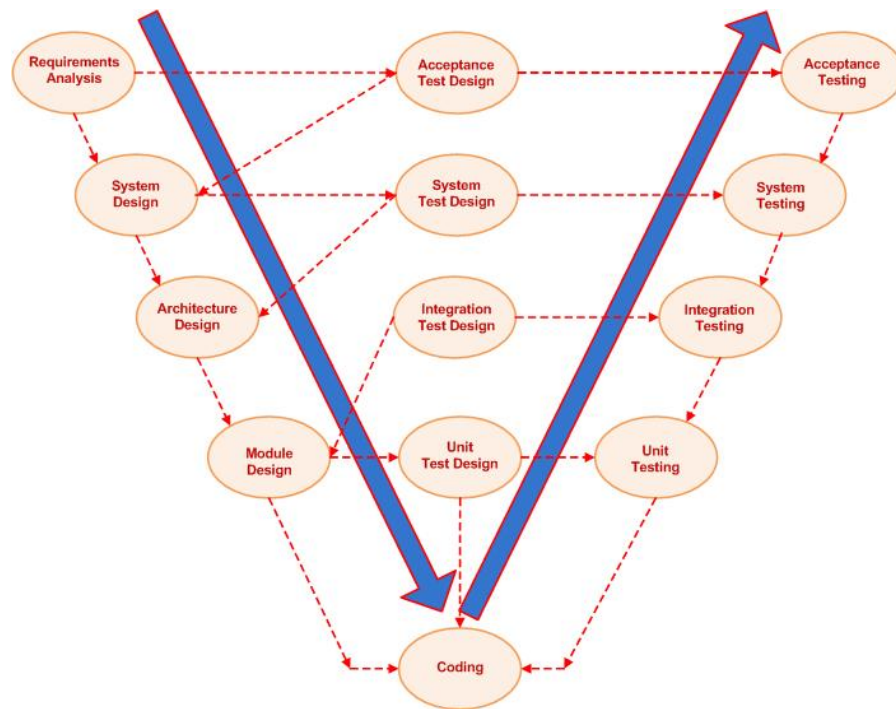 Requirements
Analysis
Acceptance
Test Design
Acceptance
Testing
System
Design
System
Test Design
System
Testing
Architecture
Design
Integration
Test Design
Integration
Testing
Module
Design
Unit
Test Design
Unit
Testing
Coding